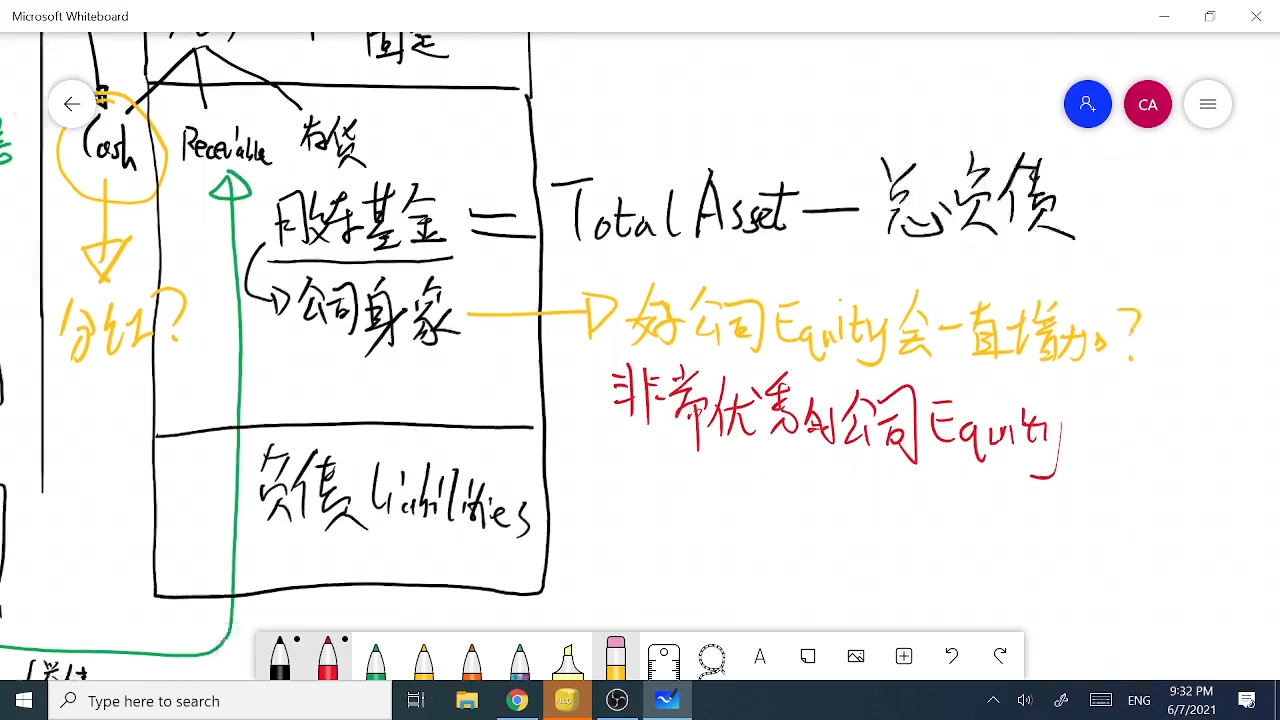 Microsoft Whiteboard
固定
Cash
Receivable
存货
CA
股东基金 = Total Asset — 总负债
分红?
公司身家
好公司Equity会一直增加。?
非常优秀的公司Equity
负债 Liabilities
Type here to search
ENG
9:32 PM
6/7/2021